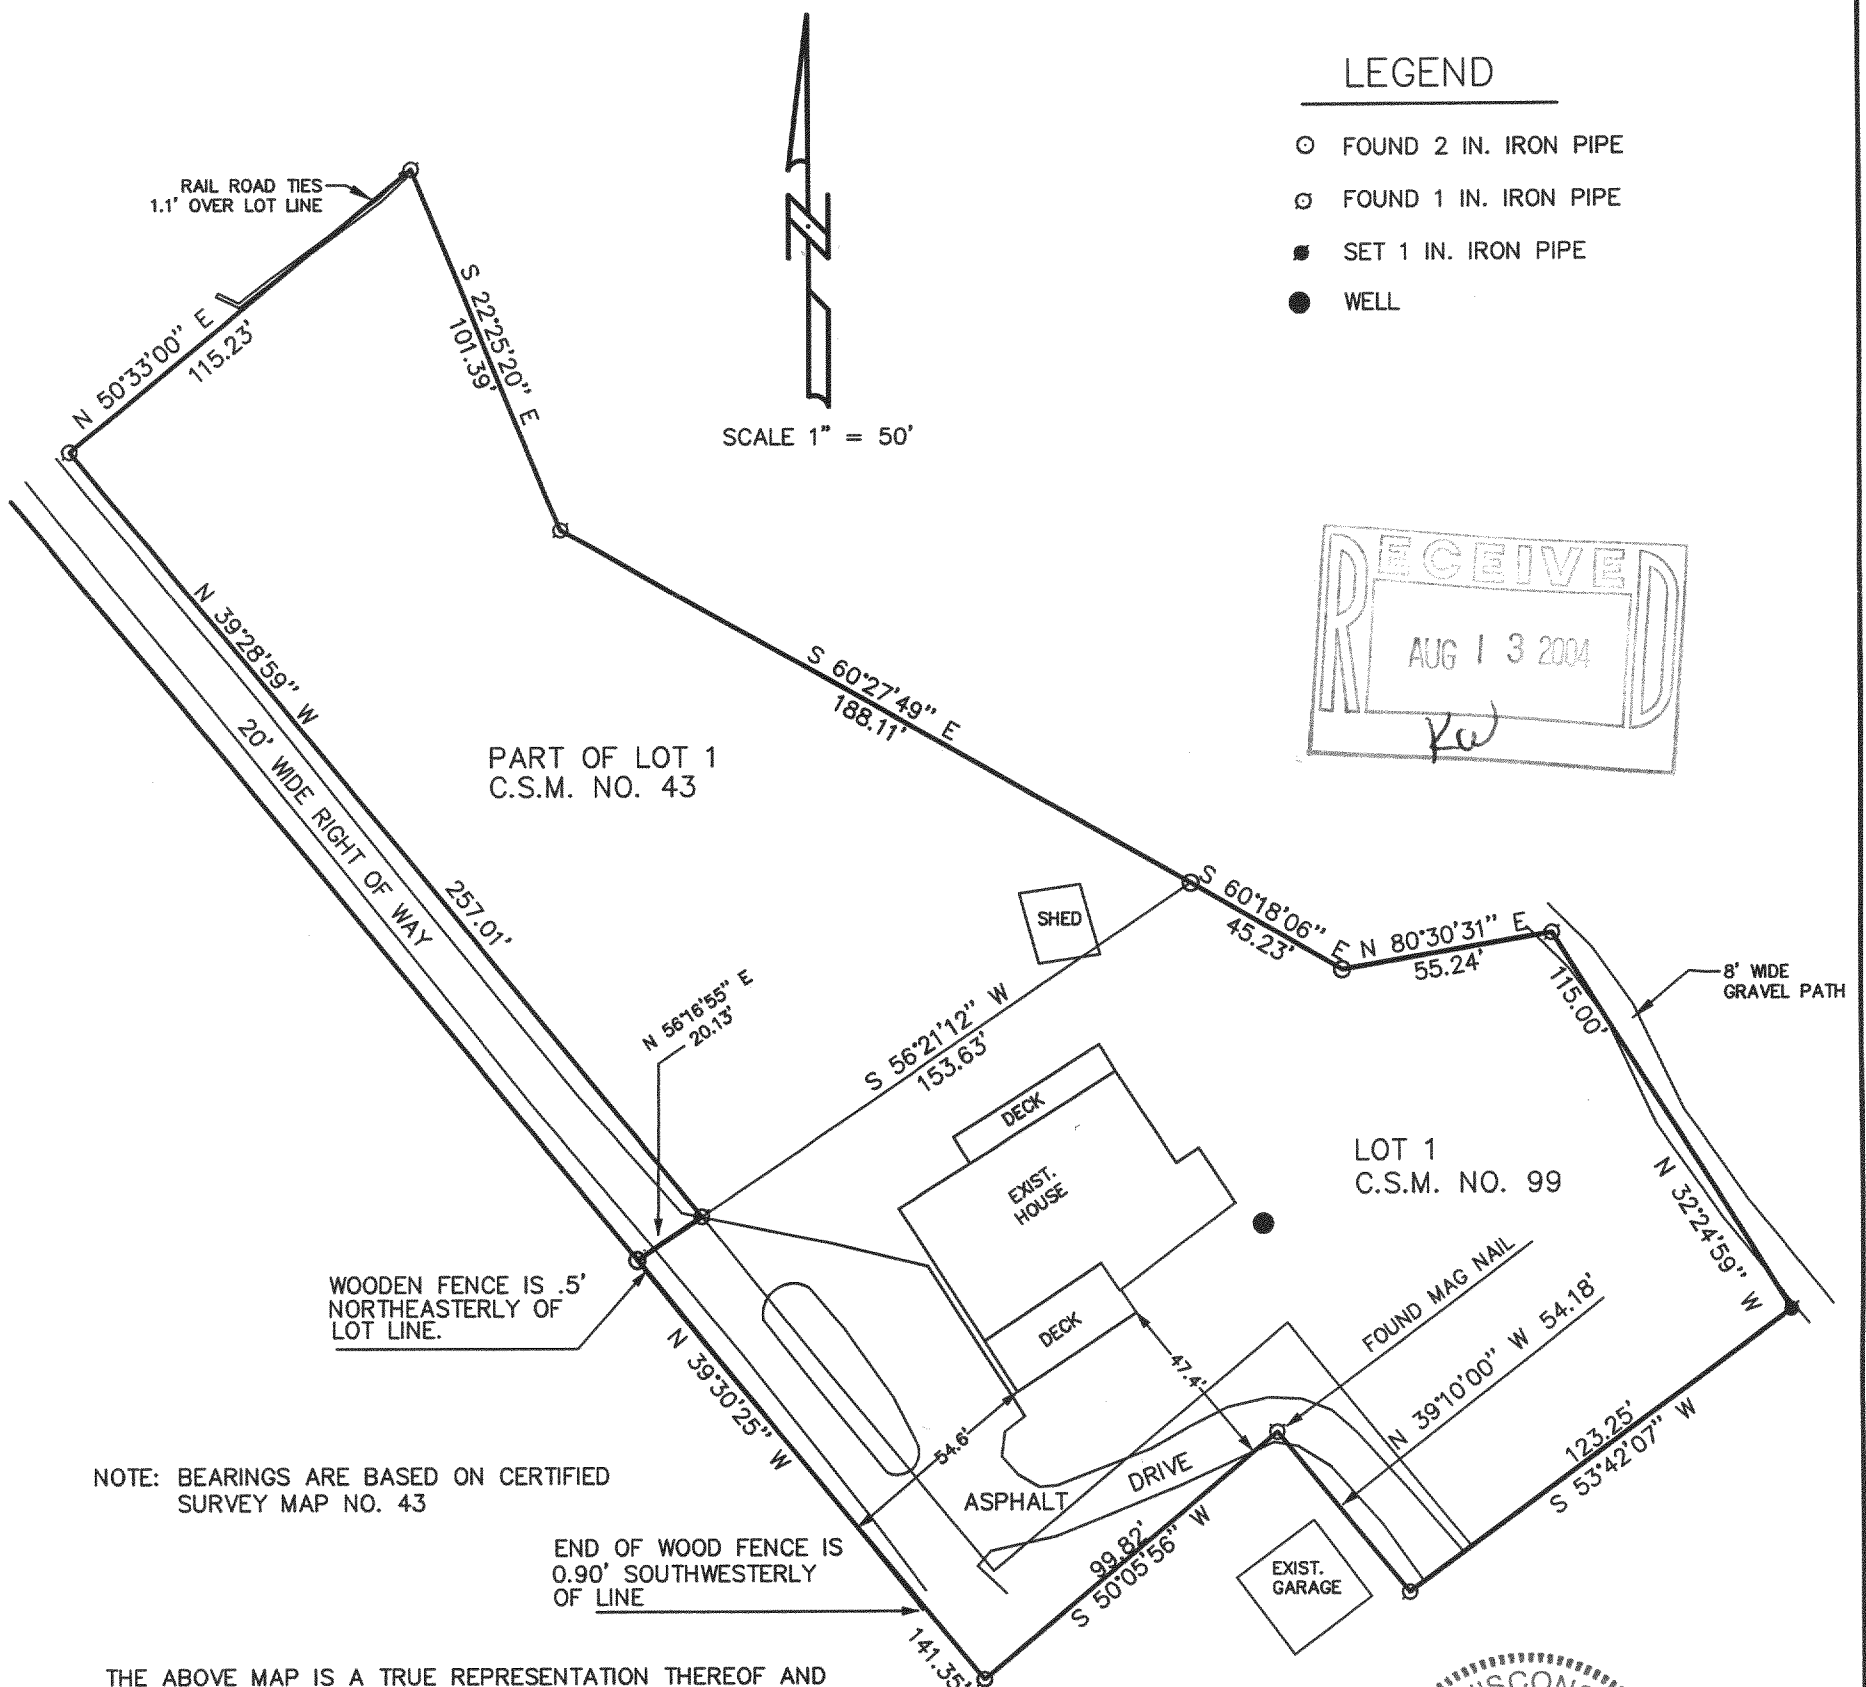 LEGEND
FOUND 2 IN. IRON PIPE
FOUND 1 IN. IRON PIPE
SET 1 IN. IRON PIPE
WELL
RAIL ROAD TIES
1.1' OVER LOT LINE
N 50°33'00" E
115.23'
S 22°25'20" E
101.39'
N
SCALE 1" = 50'
RECEIVED
AUG 13 2004
KW
N 39°28'59" W
257.01'
20' WIDE RIGHT OF WAY
PART OF LOT 1
C.S.M. NO. 43
S 60°27'49" E
188.11'
S 60°18'06" E
45.23'
N 80°30'31" E
55.24'
115.00'
N 32°24'59" W
8' WIDE
GRAVEL PATH
SHED
N 56°16'55" E
20.13'
S 56°21'12" W
153.63'
DECK
EXIST.
HOUSE
DECK
LOT 1
C.S.M. NO. 99
WOODEN FENCE IS .5'
NORTHEASTERLY OF
LOT LINE.
N 39°30'25" W
141.35'
54.6'
47.4'
FOUND MAG NAIL
N 39°10'00" W 54.18'
123.25'
S 53°42'07" W
ASPHALT DRIVE
99.82'
S 50°05'56" W
EXIST.
GARAGE
NOTE: BEARINGS ARE BASED ON CERTIFIED
SURVEY MAP NO. 43
END OF WOOD FENCE IS
0.90' SOUTHWESTERLY
OF LINE
THE ABOVE MAP IS A TRUE REPRESENTATION THEREOF AND